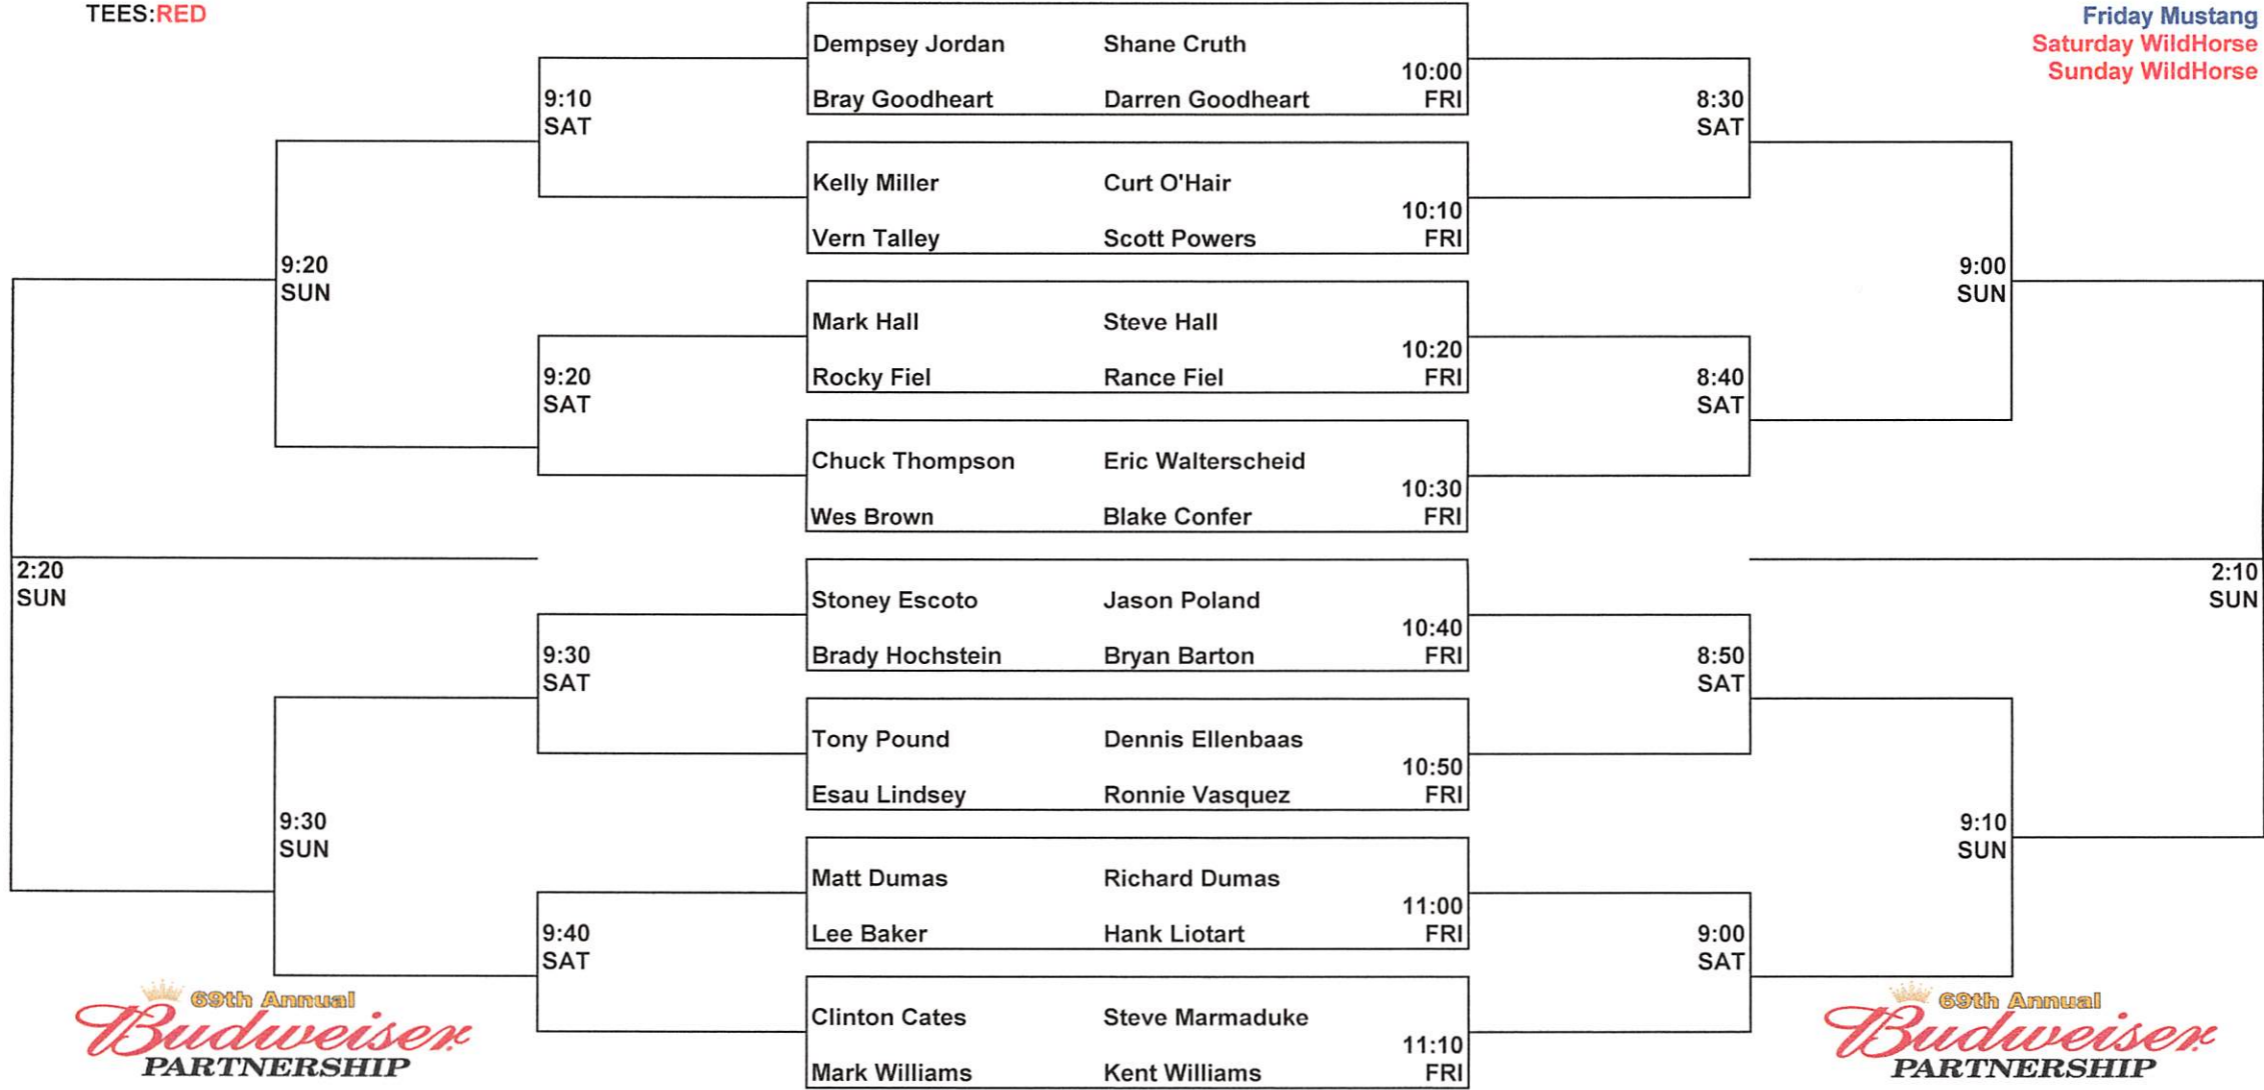 TEES:RED
Friday Mustang
Saturday WildHorse
Sunday WildHorse
Dempsey Jordan Shane Cruth
10:00
Bray Goodheart Darren Goodheart FRI
9:10
SAT
8:30
SAT
Kelly Miller Curt O'Hair
10:10
Vern Talley Scott Powers FRI
9:20
SUN
9:00
SUN
Mark Hall Steve Hall
10:20
Rocky Fiel Rance Fiel FRI
9:20
SAT
8:40
SAT
Chuck Thompson Eric Walterscheid
10:30
Wes Brown Blake Confer FRI
2:20
SUN
2:10
SUN
Stoney Escoto Jason Poland
10:40
Brady Hochstein Bryan Barton FRI
9:30
SAT
8:50
SAT
Tony Pound Dennis Ellenbaas
10:50
Esau Lindsey Ronnie Vasquez FRI
9:30
SUN
9:10
SUN
Matt Dumas Richard Dumas
11:00
Lee Baker Hank Liotart FRI
9:40
SAT
9:00
SAT
Clinton Cates Steve Marmaduke
11:10
Mark Williams Kent Williams FRI
69th Annual
Budweiser
PARTNERSHIP
69th Annual
Budweiser
PARTNERSHIP